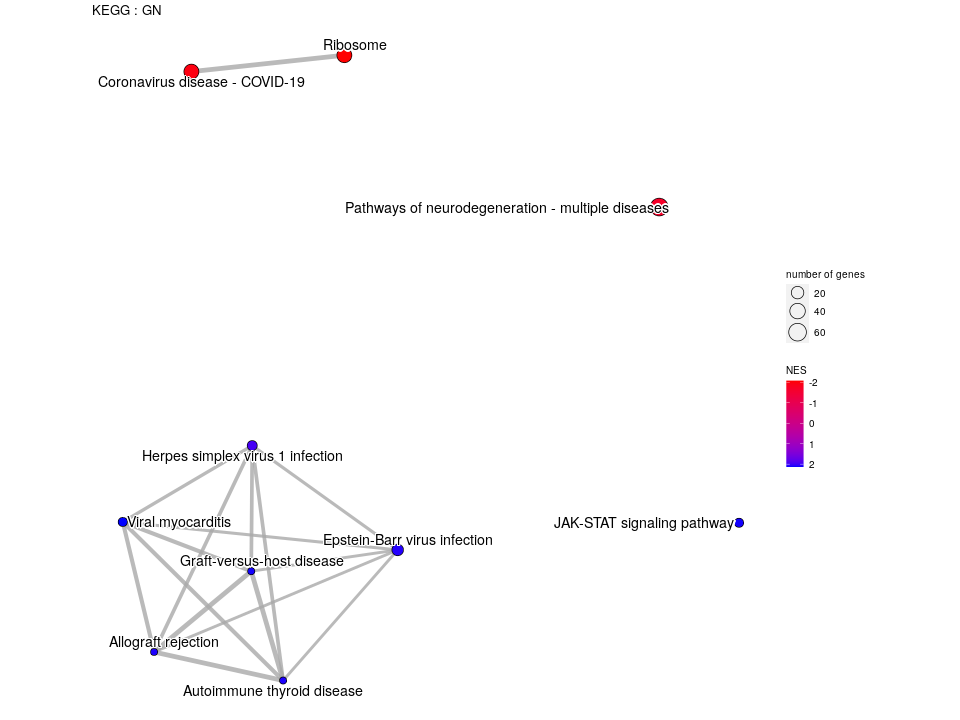 KEGG : GN
Ribosome
Coronavirus disease - COVID-19
Pathways of neurodegeneration - multiple diseases
number of genes
20
40
60
NES
-2
-1
0
1
2
Herpes simplex virus 1 infection
Viral myocarditis
JAK-STAT signaling pathway
Epstein-Barr virus infection
Graft-versus-host disease
Allograft rejection
Autoimmune thyroid disease